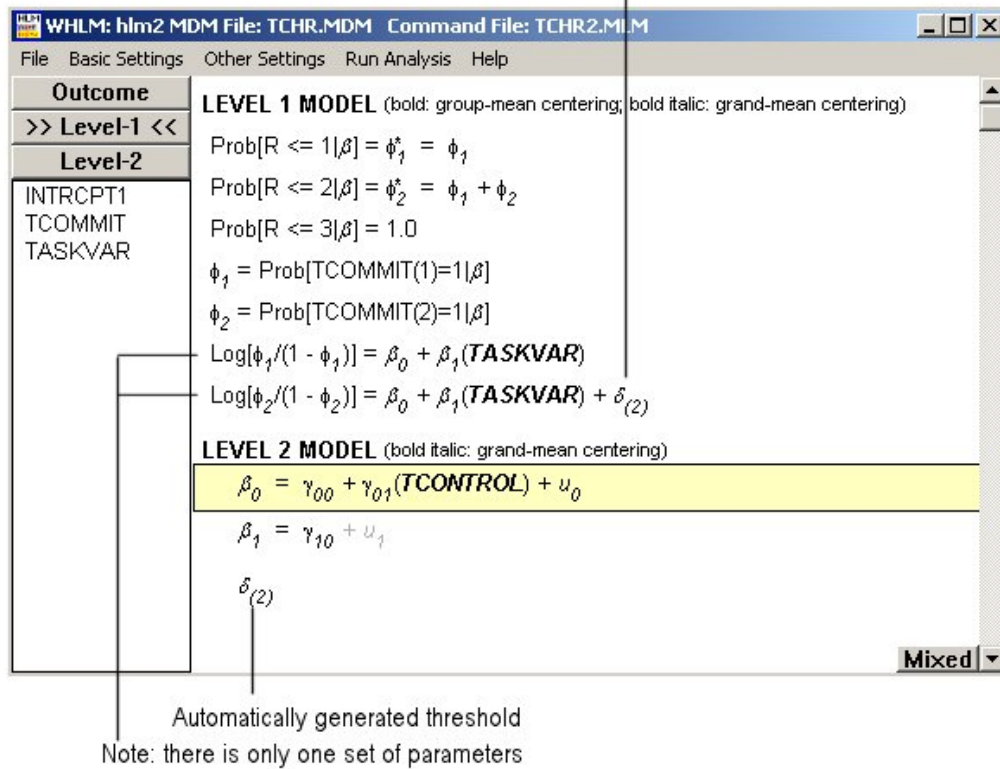 WHLM: hlm2 MDM File: TCHR.MDM Command File: TCHR2.MLM
File Basic Settings Other Settings Run Analysis Help
Outcome
>> Level-1 <<
Level-2
INTRCPT1
TCOMMIT
TASKVAR
LEVEL 1 MODEL (bold: group-mean centering; bold italic: grand-mean centering)
Prob[R <= 1|β] = ϕ*₁ = ϕ₁
Prob[R <= 2|β] = ϕ*₂ = ϕ₁ + ϕ₂
Prob[R <= 3|β] = 1.0
ϕ₁ = Prob[TCOMMIT(1)=1|β]
ϕ₂ = Prob[TCOMMIT(2)=1|β]
Log[ϕ₁/(1 - ϕ₁)] = β₀ + β₁(TASKVAR)
Log[ϕ₂/(1 - ϕ₂)] = β₀ + β₁(TASKVAR) + δ₍₂₎
LEVEL 2 MODEL (bold italic: grand-mean centering)
β₀ = γ₀₀ + γ₀₁(TCONTROL) + u₀
β₁ = γ₁₀ + u₁
δ₍₂₎
Mixed
Automatically generated threshold
Note: there is only one set of parameters